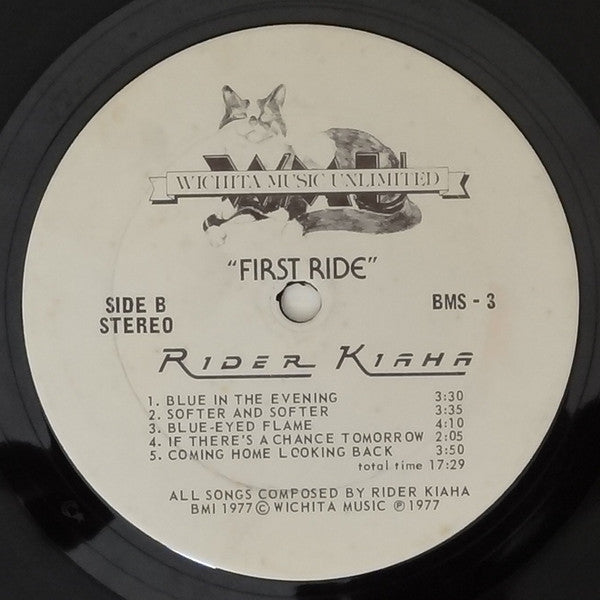 WMU
WICHITA MUSIC UNLIMITED
"FIRST RIDE"
SIDE B
STEREO
BMS - 3
RIDER KIAHA
1. BLUE IN THE EVENING 3:30
2. SOFTER AND SOFTER 3:35
3. BLUE-EYED FLAME 4:10
4. IF THERE'S A CHANCE TOMORROW 2:05
5. COMING HOME LOOKING BACK 3:50
total time 17:29
ALL SONGS COMPOSED BY RIDER KIAHA
BMI 1977 © WICHITA MUSIC ℗ 1977